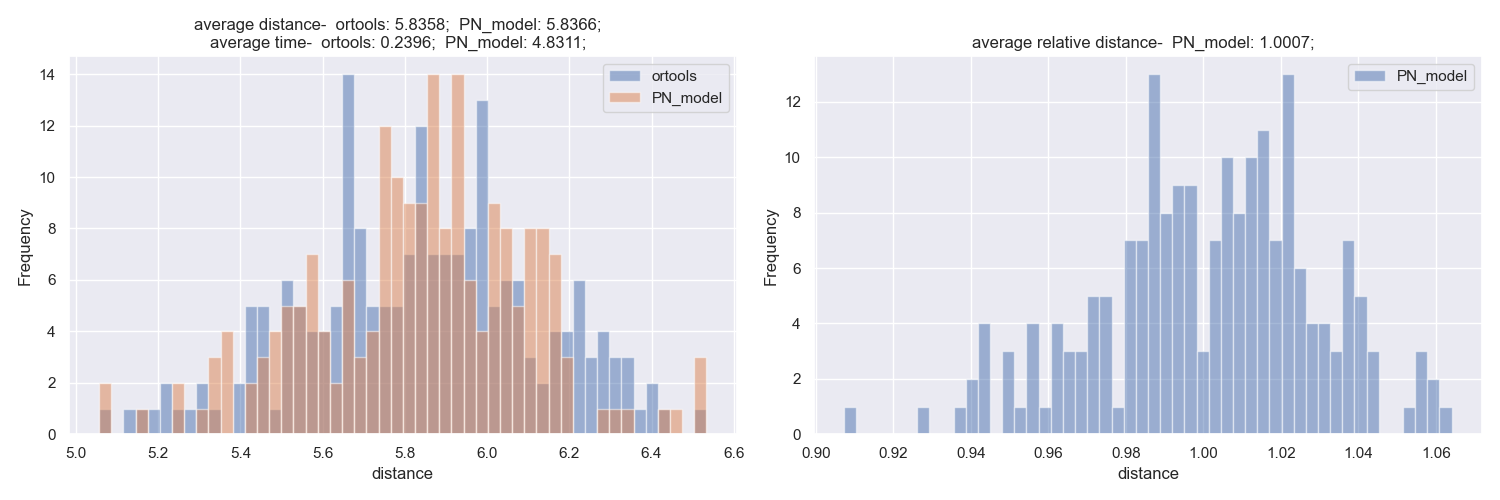 average distance-  ortools: 5.8358;  PN_model: 5.8366;
average time-  ortools: 0.2396;  PN_model: 4.8311;
14
12
10
8
6
4
2
0
Frequency
ortools
PN_model
5.0 5.2 5.4 5.6 5.8 6.0 6.2 6.4 6.6
distance
average relative distance-  PN_model: 1.0007;
12
10
8
6
4
2
0
Frequency
PN_model
0.90 0.92 0.94 0.96 0.98 1.00 1.02 1.04 1.06
distance